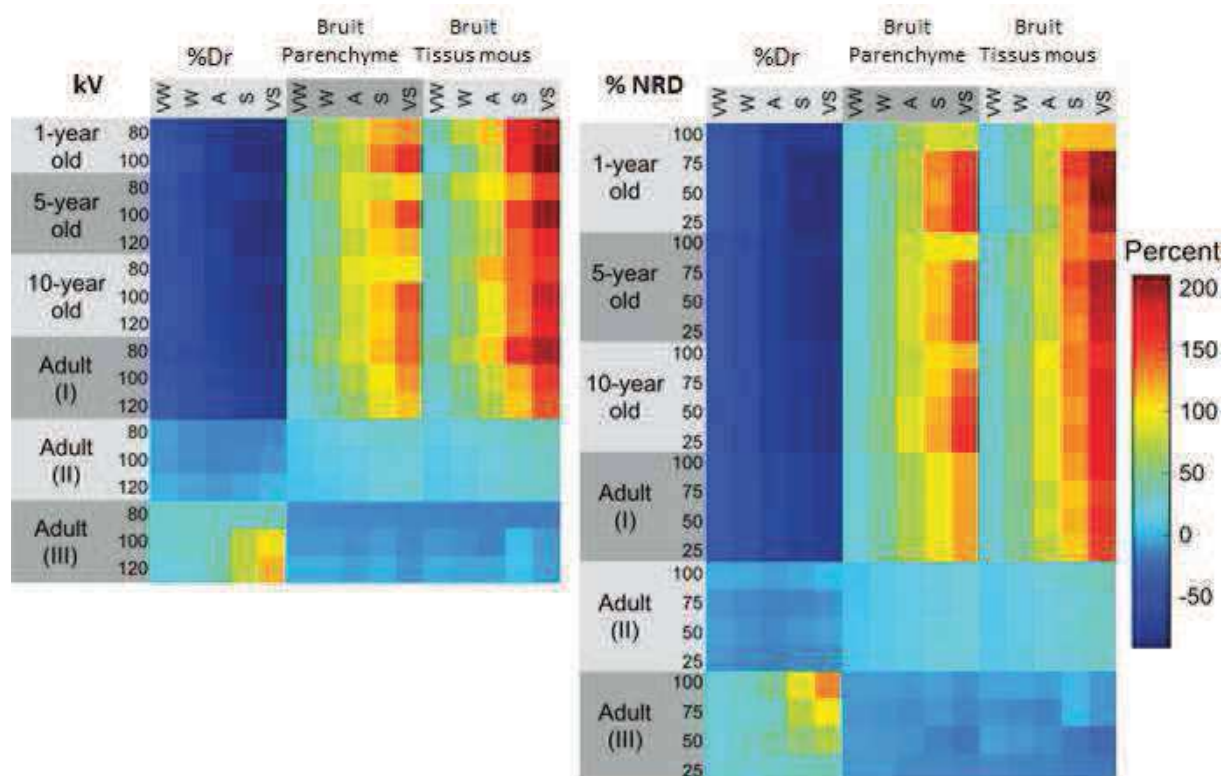 Bruit
Parenchyme
Bruit
Tissus mous
%Dr
kV
VW W A S VS VW W A S VS VW W A S VS
1-year
old
80
100
5-year
old
80
100
120
10-year
old
80
100
120
Adult
(I)
80
100
120
Adult
(II)
80
100
120
Adult
(III)
80
100
120
Bruit
Parenchyme
Bruit
Tissus mous
%Dr
% NRD
VW W A S VS VW W A S VS VW W A S VS
1-year
old
100
75
50
25
5-year
old
100
75
50
25
10-year
old
100
75
50
25
Adult
(I)
100
75
50
25
Adult
(II)
100
75
50
25
Adult
(III)
100
75
50
25
Percent
200
150
100
50
0
-50